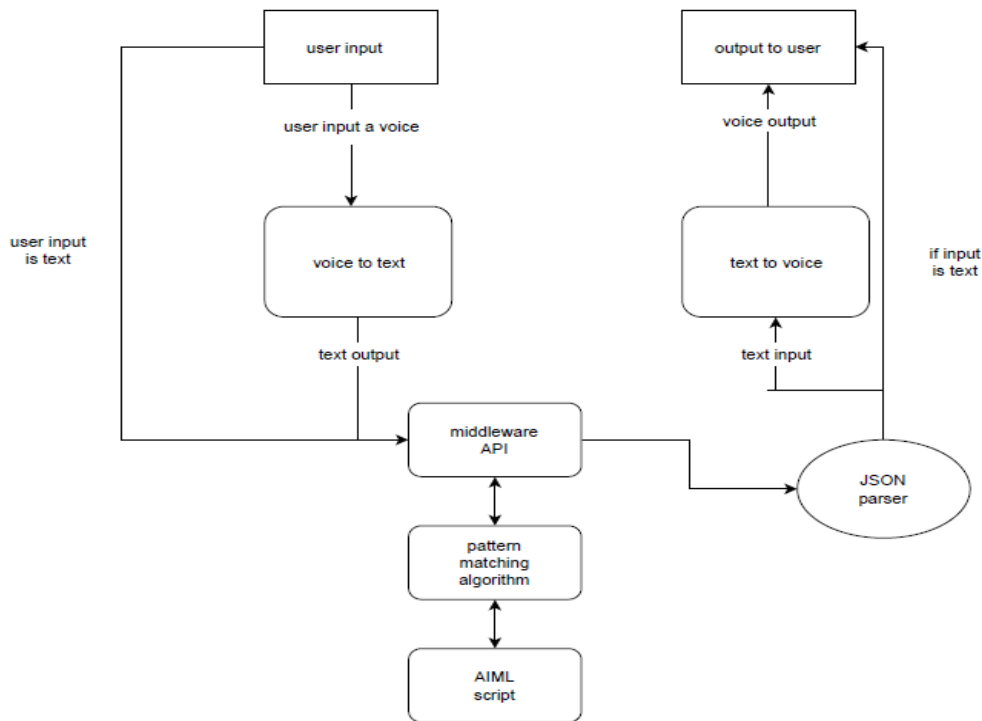 user input
output to user
user input a voice
voice output
user input
is text
voice to text
text to voice
if input
is text
text output
text input
middleware
API
JSON
parser
pattern
matching
algorithm
AIML
script